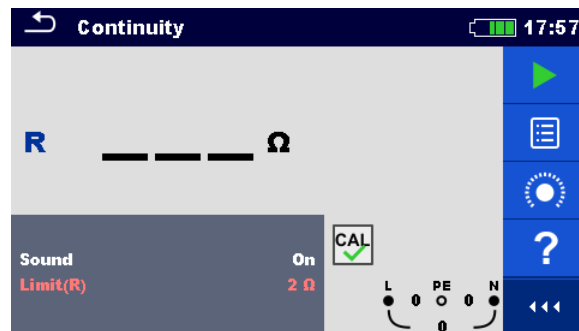 Continuity 17:57
R _ _ _ Ω
?
Sound On
Limit(R) 2 Ω
CAL
L PE N
0 0
0